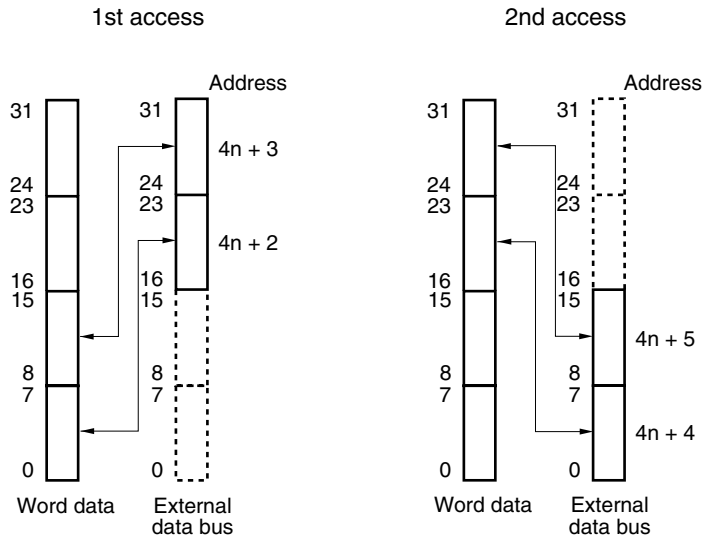 1st access
2nd access
Address
31
31
4n + 3
24
24
23
23
4n + 2
16
16
15
15
8
8
7
7
0
0
Word data
External
data bus
Address
31
31
24
24
23
23
16
16
15
15
4n + 5
8
8
7
7
4n + 4
0
0
Word data
External
data bus